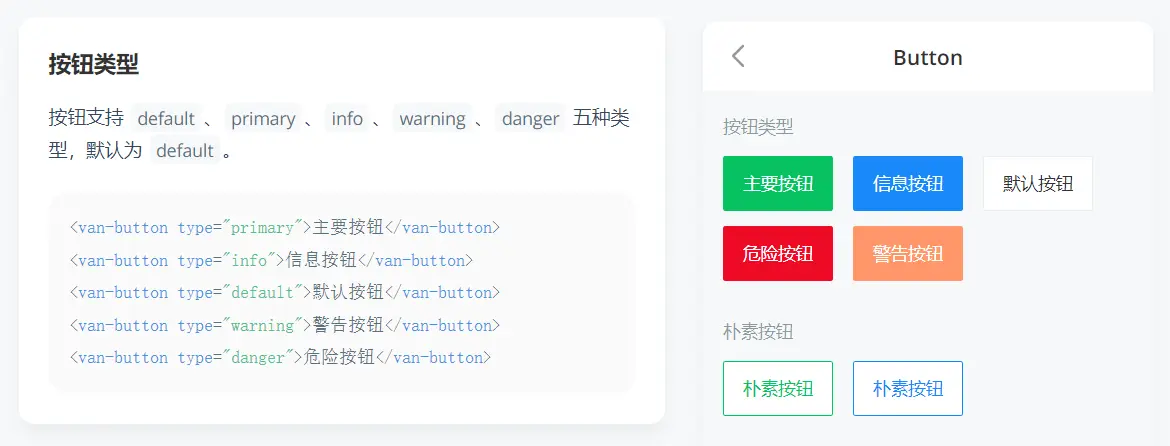 按钮类型
按钮支持 default 、 primary 、 info 、 warning 、 danger 五种类
型，默认为 default 。
<van-button type="primary">主要按钮</van-button>
<van-button type="info">信息按钮</van-button>
<van-button type="default">默认按钮</van-button>
<van-button type="warning">警告按钮</van-button>
<van-button type="danger">危险按钮</van-button>
Button
按钮类型
主要按钮 信息按钮 默认按钮
危险按钮 警告按钮
朴素按钮
朴素按钮 朴素按钮